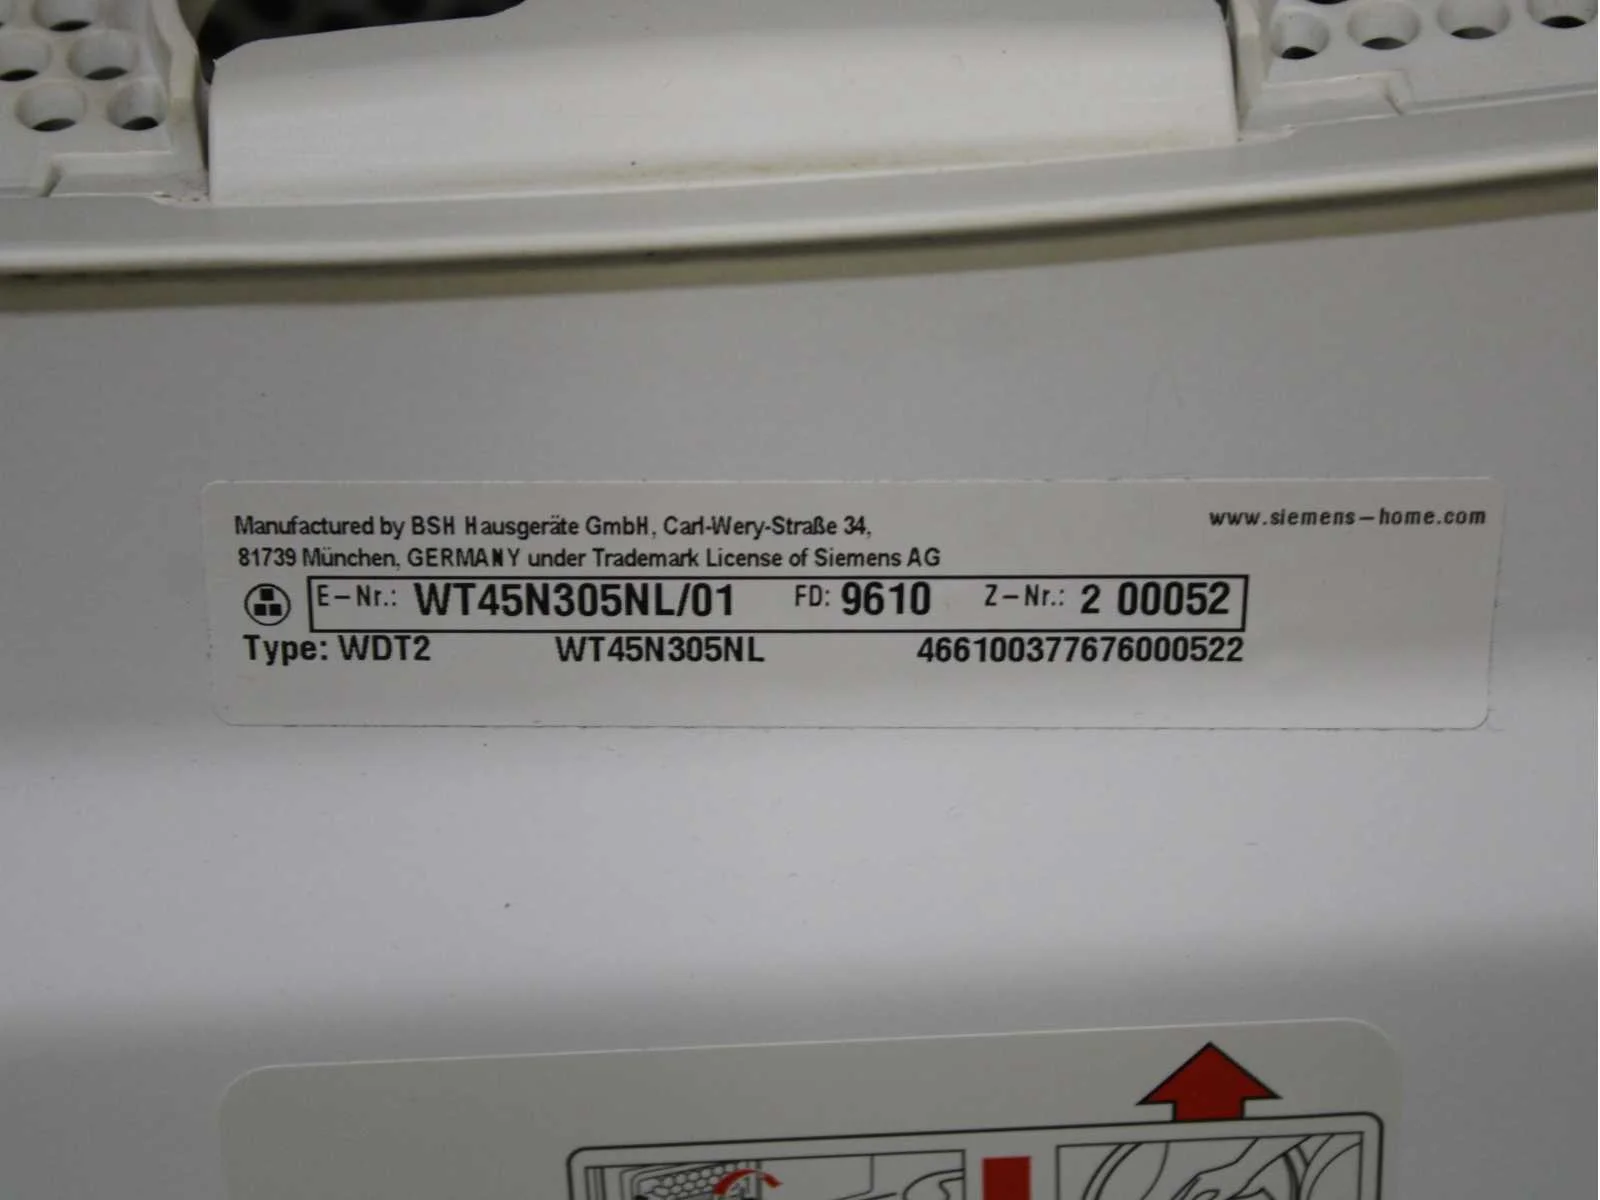 Manufactured by BSH Hausgeräte GmbH, Carl-Wery-Straße 34,
81739 München, GERMANY under Trademark License of Siemens AG
www.siemens-home.com
E-Nr.: WT45N305NL/01 FD: 9610 Z-Nr.: 2 00052
Type: WDT2 WT45N305NL 466100377676000522